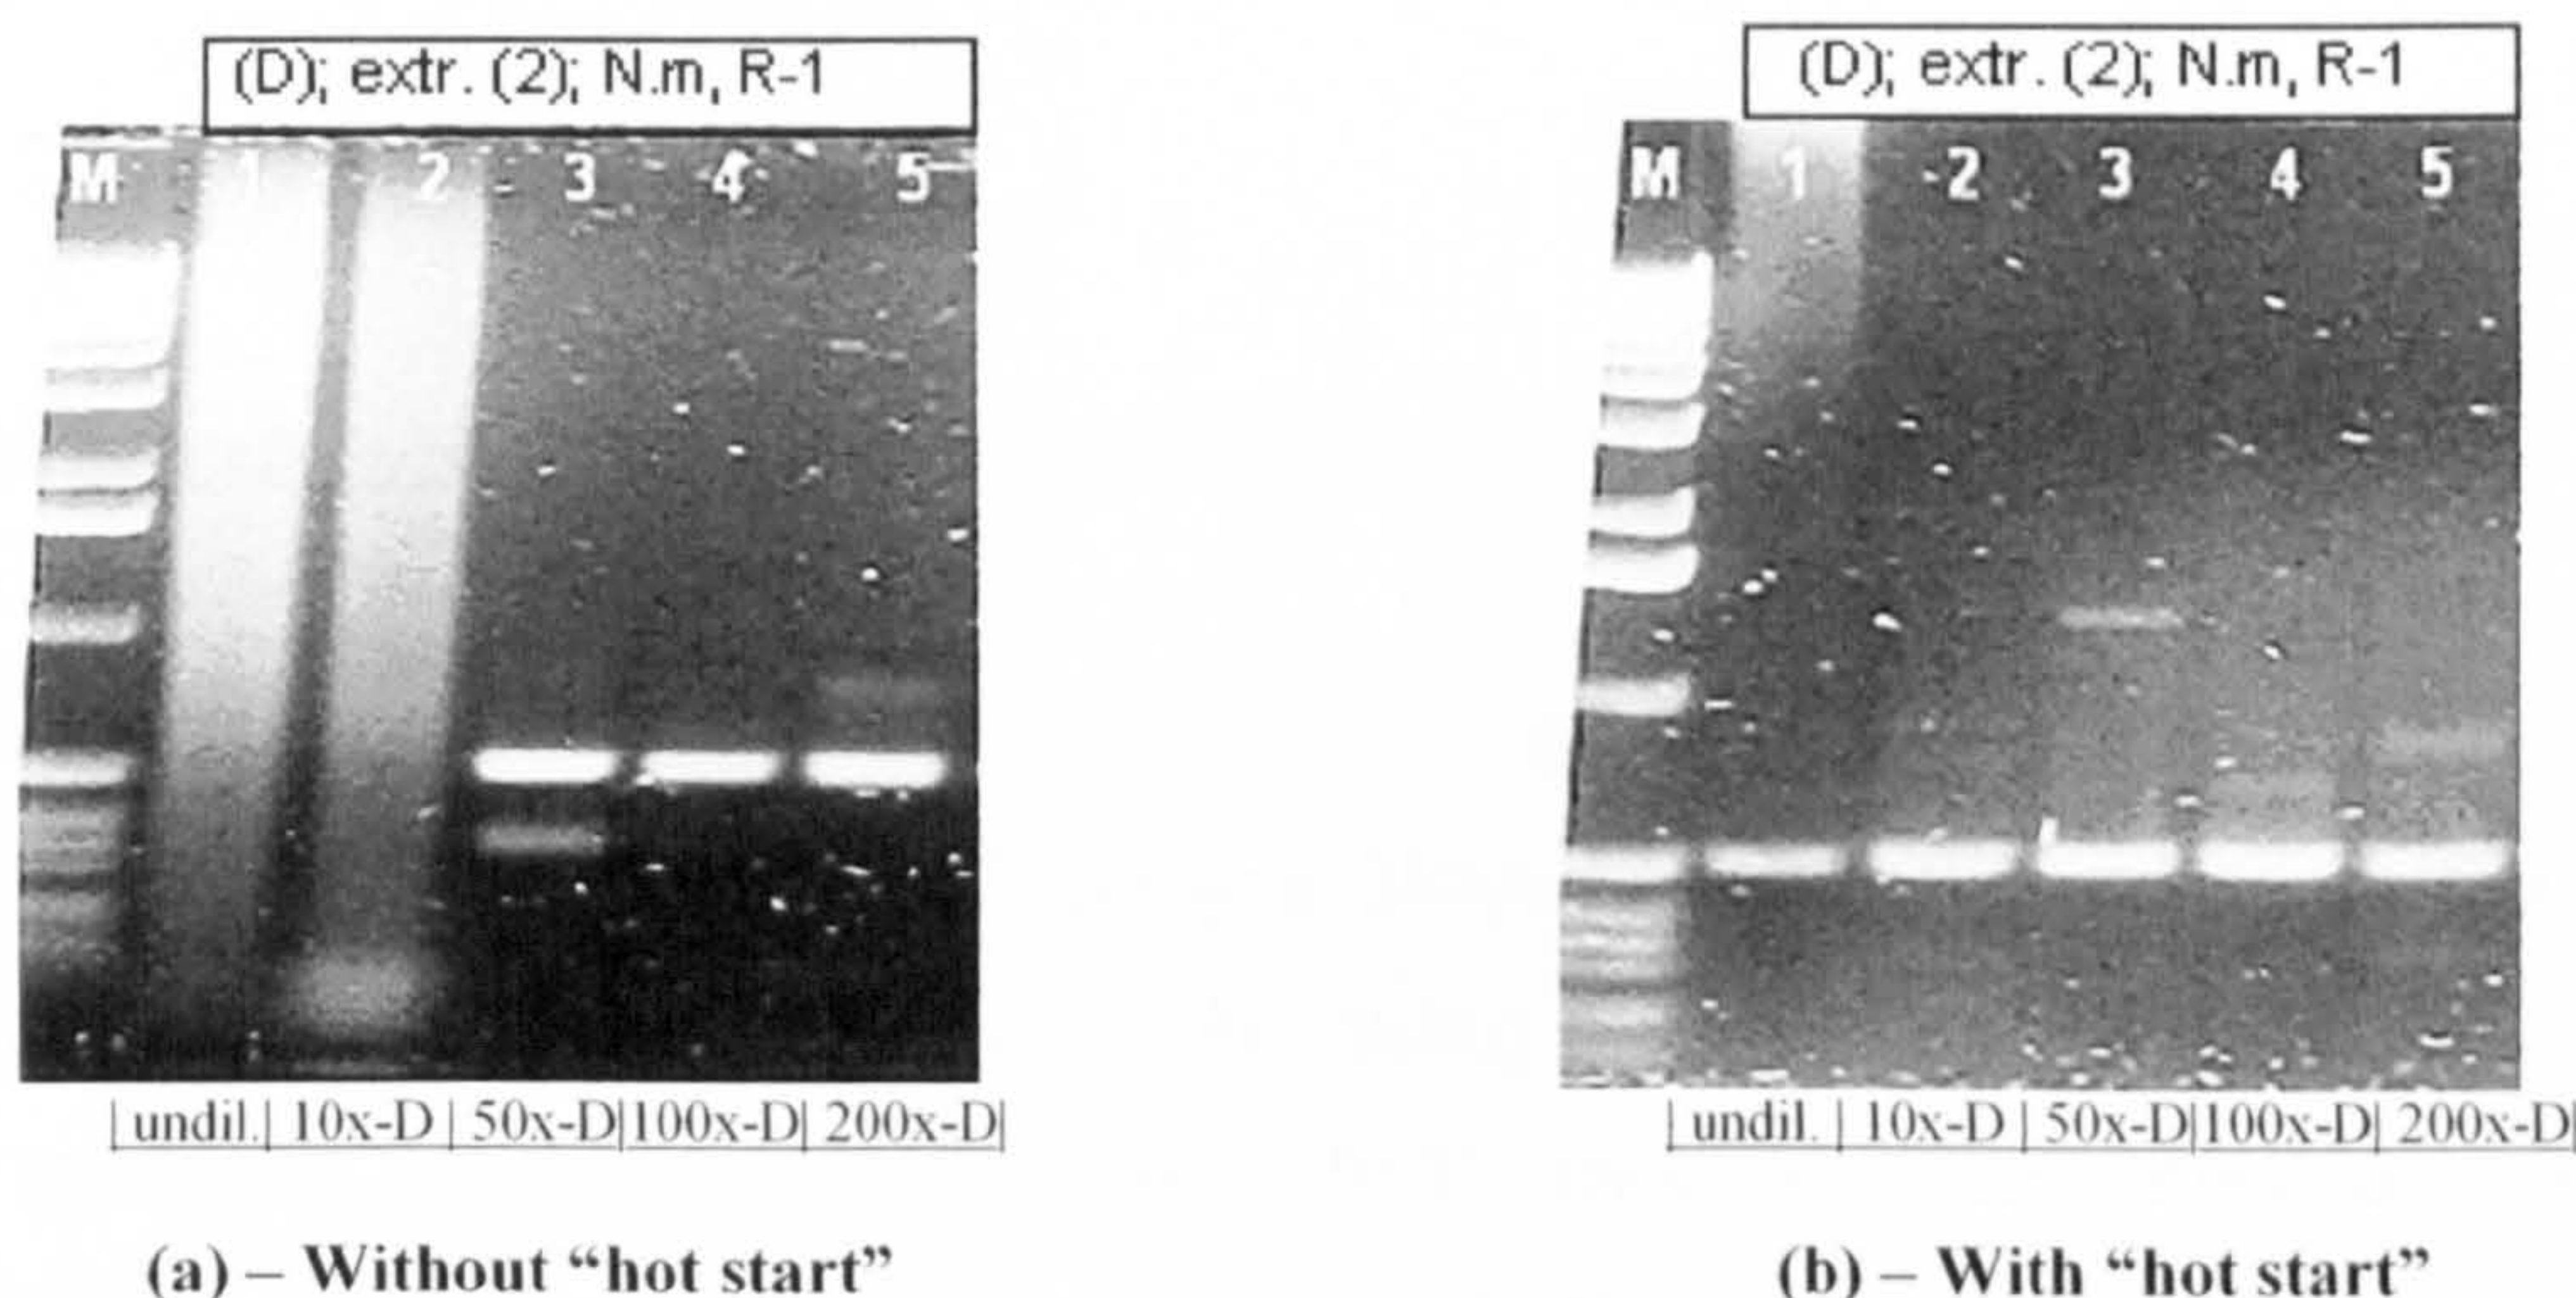 (D); extr. (2); N.m, R-1
M 1 2 3 4 5
undil. 10x-D 50x-D 100x-D 200x-D
(a) – Without “hot start”
(D); extr. (2); N.m, R-1
M 1 2 3 4 5
undil. 10x-D 50x-D 100x-D 200x-D
(b) – With “hot start”